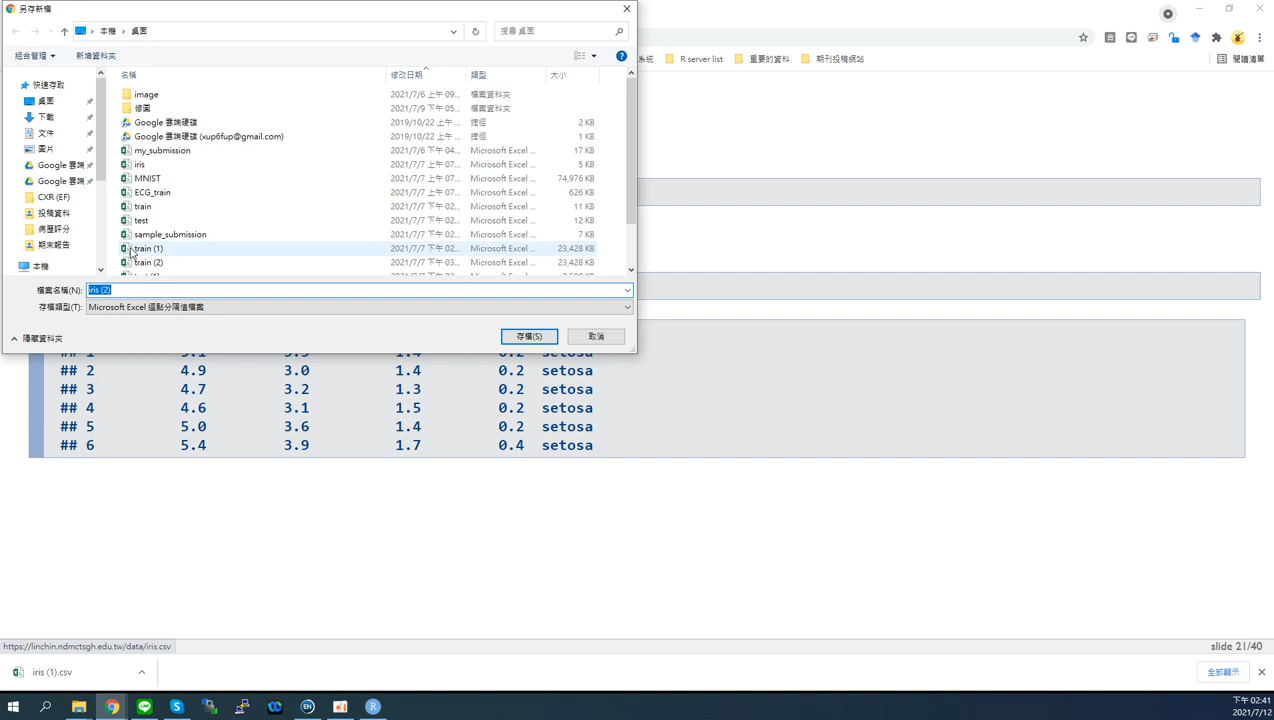 另存新檔
本機 › 桌面
搜尋 桌面
組合管理 新增資料夾
系統 R server list 重要的資料 期刊投稿網站 閱讀清單
名稱 修改日期 類型 大小
快速存取
桌面
下載
文件
圖片
Google 雲端
Google 雲端
CXR (EF)
投稿資料
病歷評分
期末報告
本機
image 2021/7/6 上午 09... 檔案資料夾
修圖 2021/7/9 下午 05... 檔案資料夾
Google 雲端硬碟 2019/10/22 上午 ... 捷徑 2 KB
Google 雲端硬碟 (xup6fup@gmail.com) 2019/10/22 上午 ... 捷徑 1 KB
my_submission 2021/7/6 下午 04... Microsoft Excel ... 17 KB
iris 2021/7/7 上午 07... Microsoft Excel ... 5 KB
MNIST 2021/7/7 上午 07... Microsoft Excel ... 74,976 KB
ECG_train 2021/7/7 上午 07... Microsoft Excel ... 626 KB
train 2021/7/7 下午 02... Microsoft Excel ... 11 KB
test 2021/7/7 下午 02... Microsoft Excel ... 12 KB
sample_submission 2021/7/7 下午 02... Microsoft Excel ... 7 KB
train (1) 2021/7/7 下午 02... Microsoft Excel ... 23,428 KB
train (2) 2021/7/7 下午 03... Microsoft Excel ... 23,428 KB
檔案名稱(N): iris (2)
存檔類型(T): Microsoft Excel 逗點分隔值檔案
隱藏資料夾 存檔(S) 取消
## 1 5.1 3.5 1.4 0.2 setosa
## 2 4.9 3.0 1.4 0.2 setosa
## 3 4.7 3.2 1.3 0.2 setosa
## 4 4.6 3.1 1.5 0.2 setosa
## 5 5.0 3.6 1.4 0.2 setosa
## 6 5.4 3.9 1.7 0.4 setosa
https://linchin.ndmctsgh.edu.tw/data/iris.csv slide 21/40
iris (1).csv 全部顯示
EN R
下午 02:41
2021/7/12